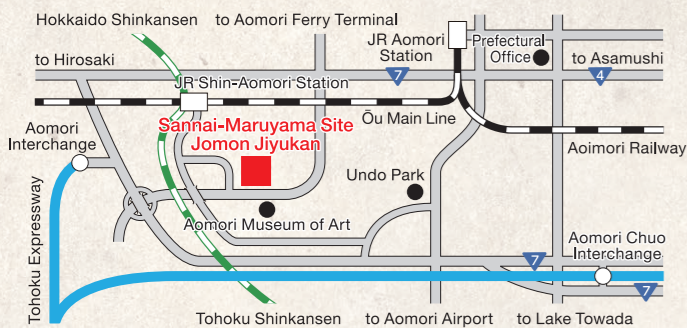 Hokkaido Shinkansen
to Aomori Ferry Terminal
JR Aomori
Station
Prefectural
Office
to Hirosaki
7
to Asamushi
4
JR Shin-Aomori Station
Ōu Main Line
Aomori
Interchange
Sannai-Maruyama Site
Jomon Jiyukan
Aoimori Railway
Undo Park
Aomori Museum of Art
Tohoku Expressway
Aomori Chuo
Interchange
7
7
Tohoku Shinkansen
to Aomori Airport
to Lake Towada